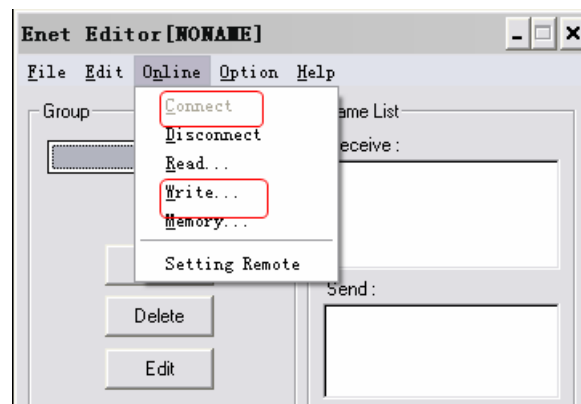 Enet Editor[NONAME]
File Edit Online Option Help
Group
Connect
Disconnect
Read...
Write...
Memory...
Setting Remote
ame List
eceive :
Send :
Delete
Edit